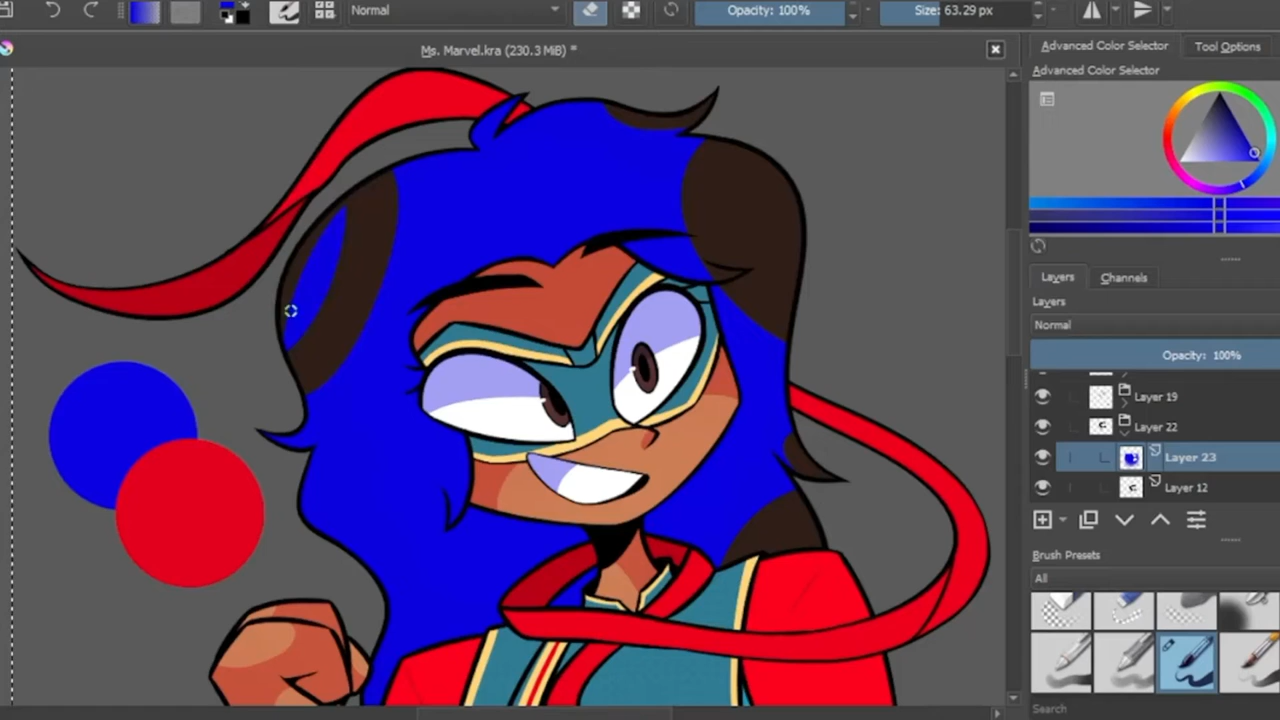 Normal
Opacity: 100%
Size: 63.29 px
Ms. Marvel.kra (230.3 MiB) *
Advanced Color Selector
Tool Options
Advanced Color Selector
Layers
Channels
Layers
Normal
Opacity: 100%
Layer 19
Layer 22
Layer 23
Layer 12
Brush Presets
All
Search